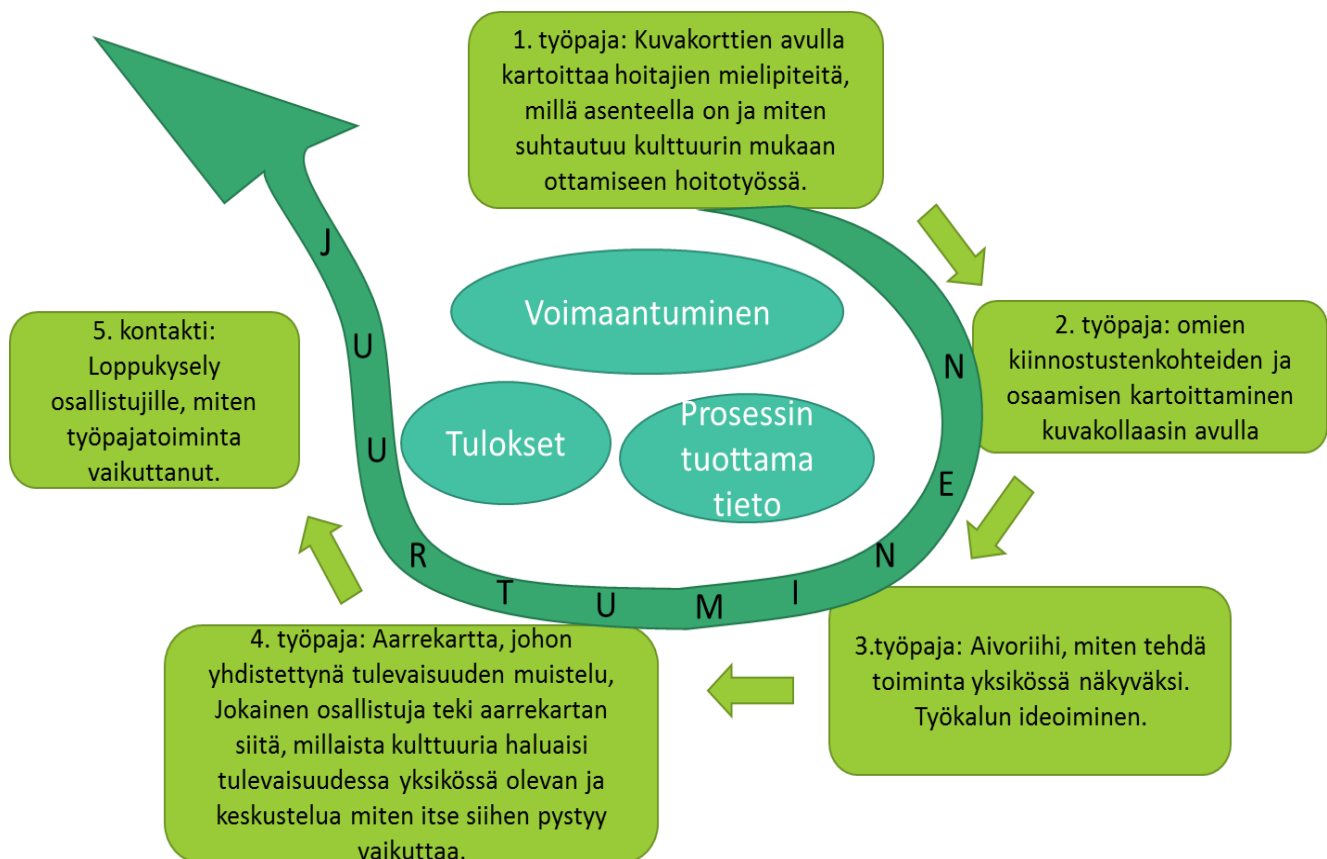 1. työpaja: Kuvakorttien avulla
kartoittaa hoitajien mielipiteitä,
millä asenteella on ja miten
suhtautuu kulttuurin mukaan
ottamiseen hoitotyössä.
2. työpaja: omien
kiinnostustenkohteiden ja
osaamisen kartoittaminen
kuvakollaasin avulla
3.työpaja: Aivoriihi, miten tehdä
toiminta yksikössä näkyväksi.
Työkalun ideoiminen.
4. työpaja: Aarrekartta, johon
yhdistettynä tulevaisuuden muistelu,
Jokainen osallistuja teki aarrekartan
siitä, millaista kulttuuria haluaisi
tulevaisuudessa yksikössä olevan ja
keskustelua miten itse siihen pystyy
vaikuttaa.
5. kontakti:
Loppukysely
osallistujille, miten
työpajatoiminta
vaikuttanut.
Voimaantuminen
Tulokset
Prosessin
tuottama
tieto
JUURTUMINEN